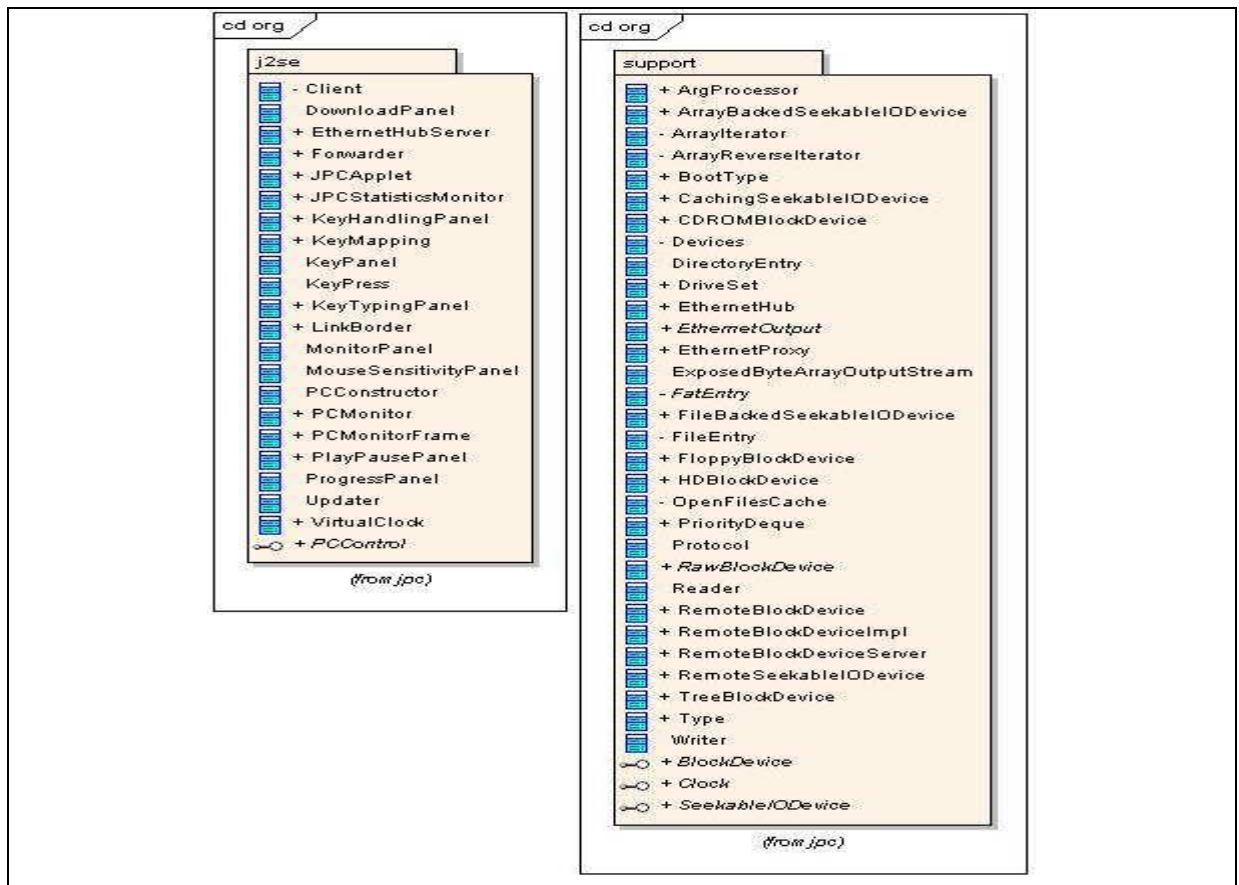 cd org
j2se
- Client
DownloadPanel
+ EthernetHubServer
+ Forwarder
+ JPCApplet
+ JPCStatisticsMonitor
+ KeyHandlingPanel
+ KeyMapping
KeyPanel
KeyPress
+ KeyTypingPanel
+ LinkBorder
MonitorPanel
MouseSensitivityPanel
PCConstructor
+ PCMonitor
+ PCMonitorFrame
+ PlayPausePanel
ProgressPanel
Updater
+ VirtualClock
+ PCControl
(from jpc)
cd org
support
+ ArgProcessor
+ ArrayBackedSeekableIODevice
- ArrayIterator
- ArrayReverseIterator
+ BootType
+ CachingSeekableIODevice
+ CDROMBlockDevice
- Devices
DirectoryEntry
+ DriveSet
+ EthernetHub
+ EthernetOutput
+ EthernetProxy
ExposedByteArrayOutputStream
- FatEntry
+ FileBackedSeekableIODevice
- FileEntry
+ FloppyBlockDevice
+ HDBlockDevice
- OpenFilesCache
+ PriorityDeque
Protocol
+ RawBlockDevice
Reader
+ RemoteBlockDevice
+ RemoteBlockDeviceImpl
+ RemoteBlockDeviceServer
+ RemoteSeekableIODevice
+ TreeBlockDevice
+ Type
Writer
+ BlockDevice
+ Clock
+ SeekableIODevice
(from jpc)